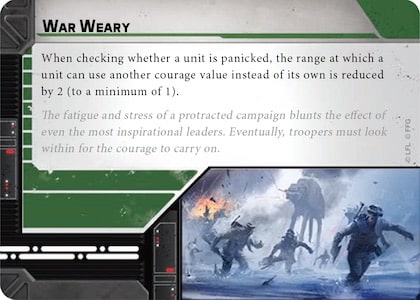 War Weary
When checking whether a unit is panicked, the range at which a
unit can use another courage value instead of its own is reduced
by 2 (to a minimum of 1).
The fatigue and stress of a protracted campaign blunts the effect of
even the most inspirational leaders. Eventually, troopers must look
within for the courage to carry on.
© LFL © FFG